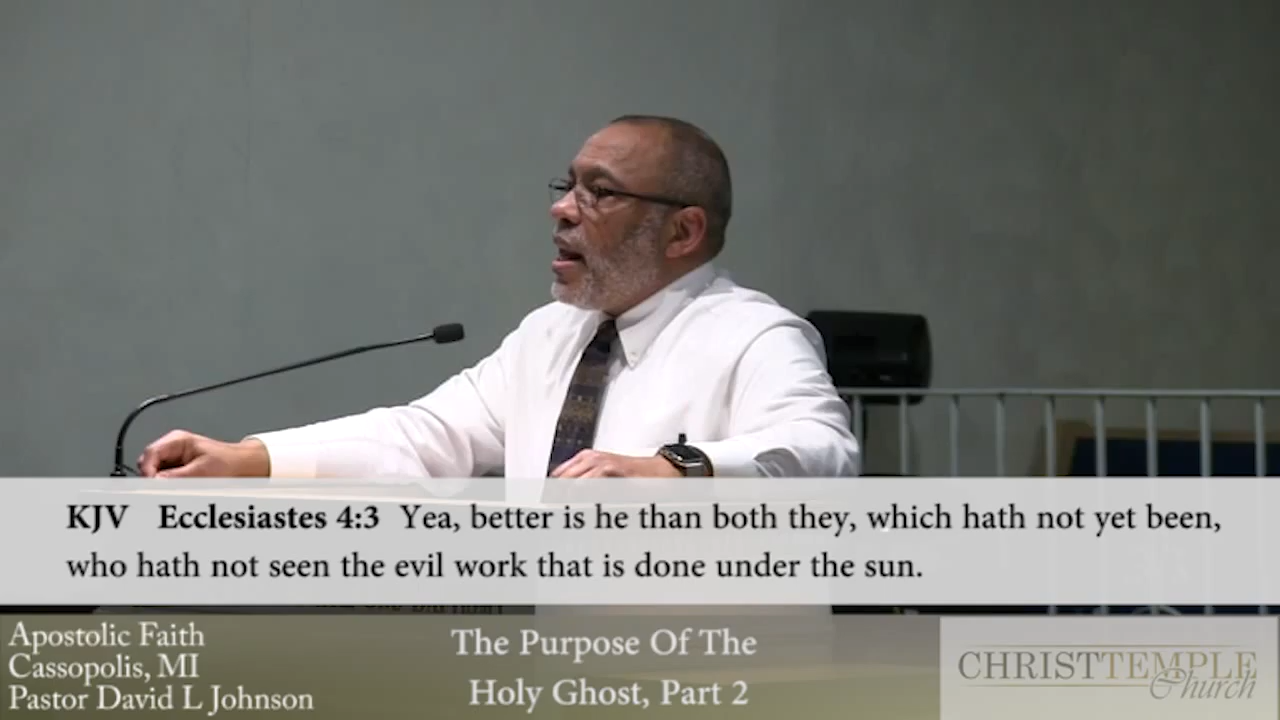 KJV Ecclesiastes 4:3 Yea, better is he than both they, which hath not yet been,
who hath not seen the evil work that is done under the sun.
Apostolic Faith
Cassopolis, MI
Pastor David L Johnson
The Purpose Of The
Holy Ghost, Part 2
CHRISTTEMPLE
Church